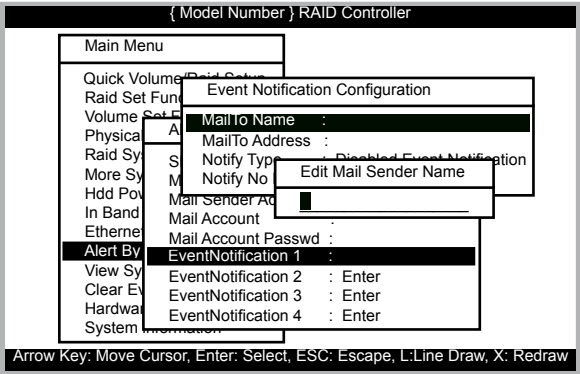 { Model Number } RAID Controller
Main Menu
Quick Volume/Raid Setup
Raid Set Func
Volume Set F
Physical
Raid Sy
More Sy
Hdd Pow
In Band
Ethernet
Alert By
View Sy
Clear Ev
Hardwar
System Information
A
S
M
Mail Sender Ad
Mail Account :
Mail Account Passwd :
EventNotification 1 :
EventNotification 2 : Enter
EventNotification 3 : Enter
EventNotification 4 : Enter
Event Notification Configuration
MailTo Name :
MailTo Address :
Notify Type : Disabled Event Notification
Notify No
Edit Mail Sender Name
Arrow Key: Move Cursor, Enter: Select, ESC: Escape, L:Line Draw, X: Redraw